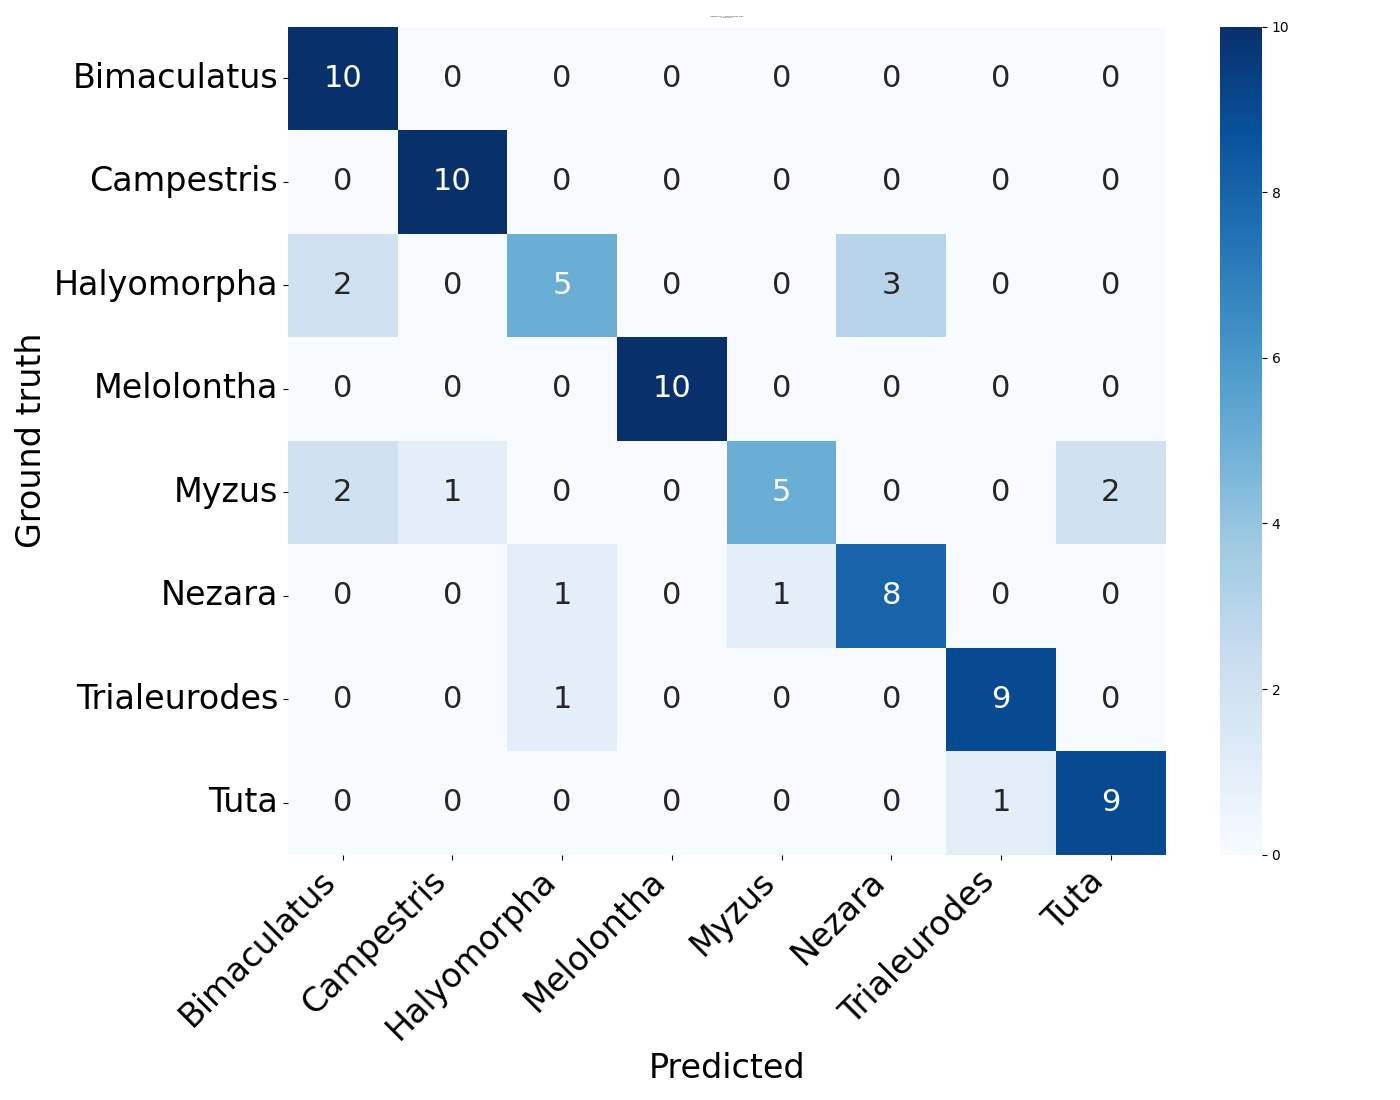 Bimaculatus 10 0 0 0 0 0 0 0
Campestris 0 10 0 0 0 0 0 0
Halyomorpha 2 0 5 0 0 3 0 0
Melolontha 0 0 0 10 0 0 0 0
Myzus 2 1 0 0 5 0 0 2
Nezara 0 0 1 0 1 8 0 0
Trialeurodes 0 0 1 0 0 0 9 0
Tuta 0 0 0 0 0 0 1 9
Ground truth
Bimaculatus
Campestris
Halyomorpha
Melolontha
Myzus
Nezara
Trialeurodes
Tuta
Predicted
10
8
6
4
2
0